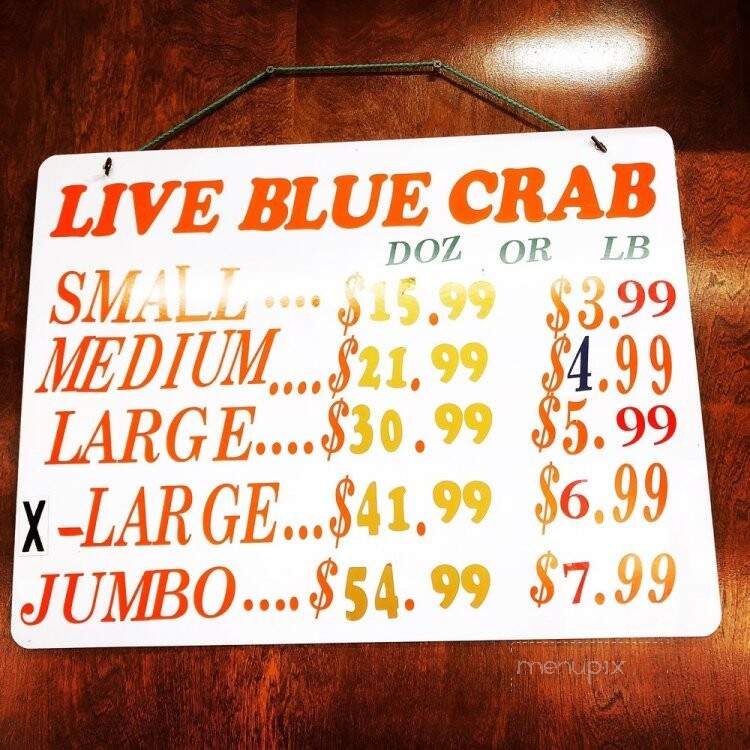 LIVE BLUE CRAB
DOZ OR LB
SMALL .... $15.99 $3.99
MEDIUM.... $21.99 $4.99
LARGE.... $30.99 $5.99
X-LARGE... $41.99 $6.99
JUMBO.... $54.99 $7.99
menupix